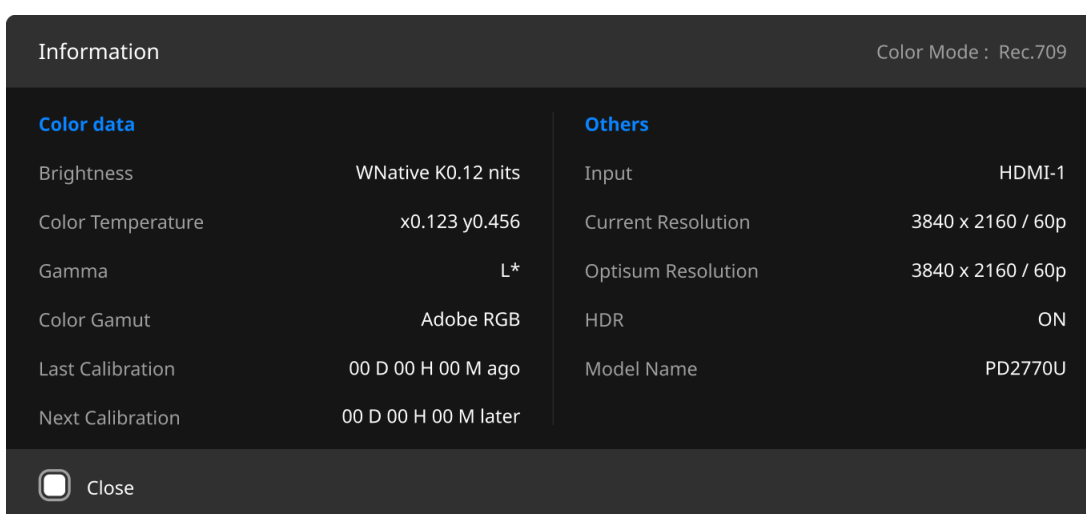 Information
Color Mode : Rec.709
Color data
Brightness WNative K0.12 nits
Color Temperature x0.123 y0.456
Gamma L*
Color Gamut Adobe RGB
Last Calibration 00 D 00 H 00 M ago
Next Calibration 00 D 00 H 00 M later
Others
Input HDMI-1
Current Resolution 3840 x 2160 / 60p
Optisum Resolution 3840 x 2160 / 60p
HDR ON
Model Name PD2770U
Close